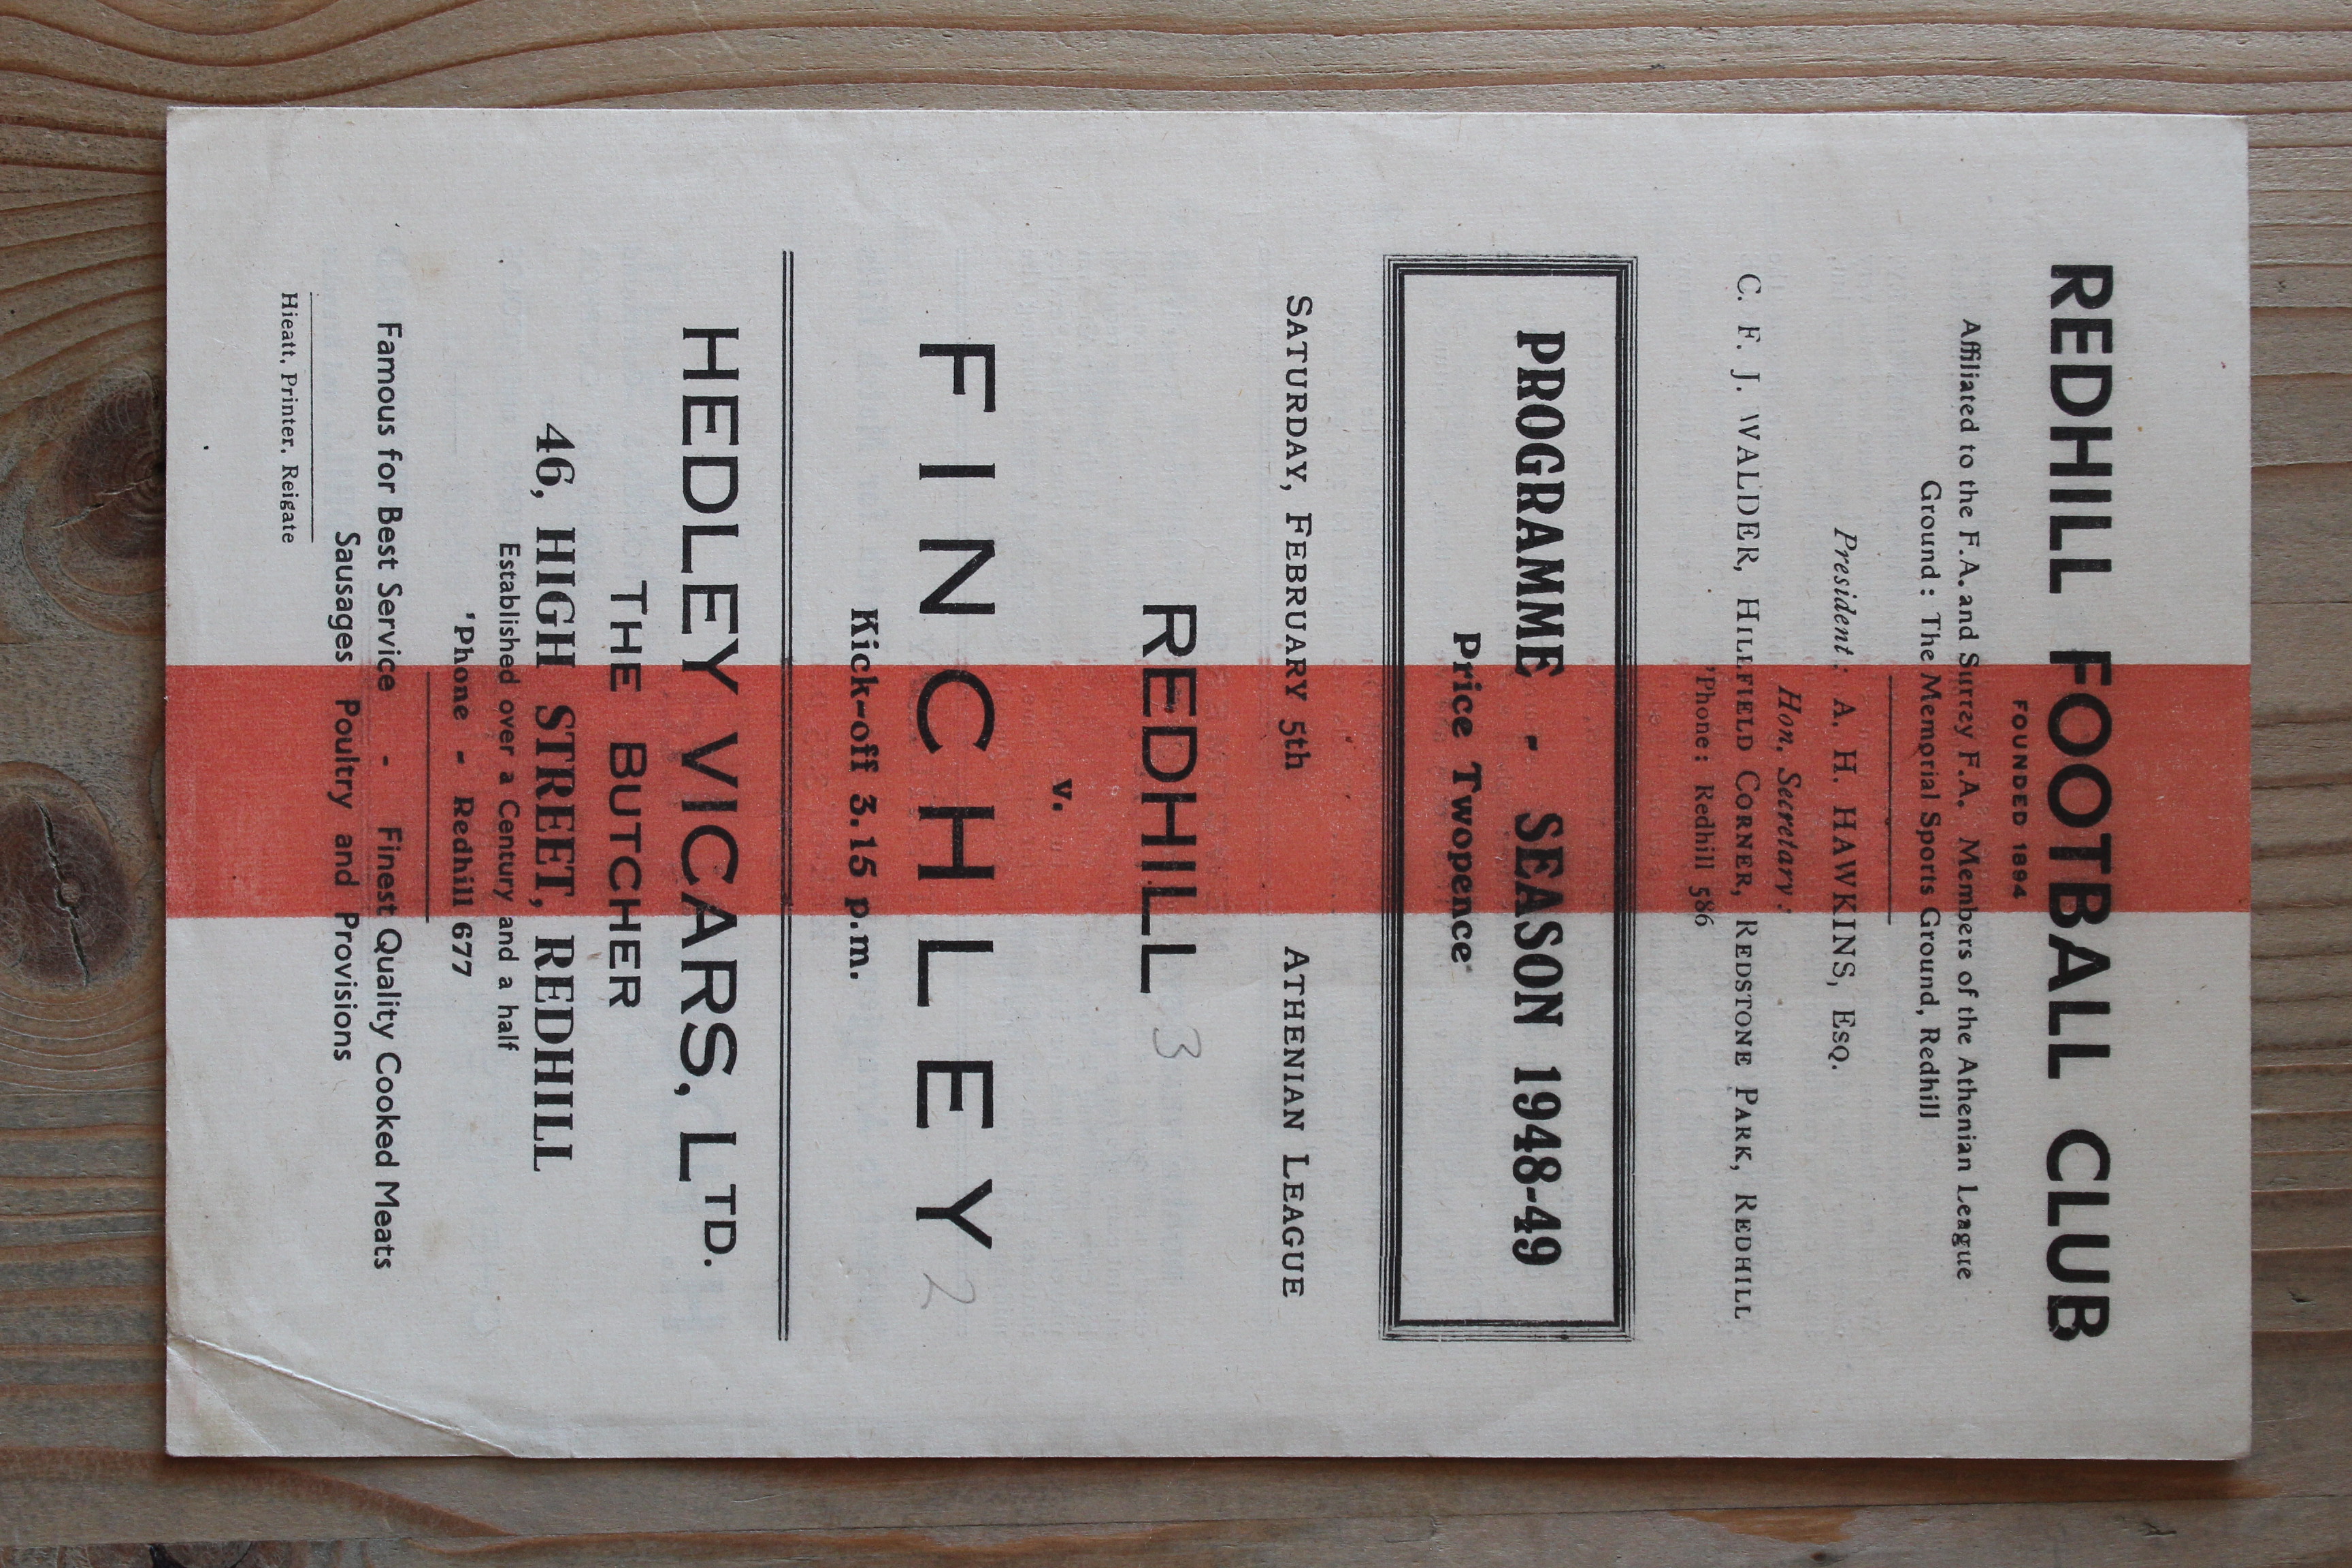 REDHILL FOOTBALL CLUB
FOUNDED 1894
Affiliated to the F.A. and Surrey F.A. Members of the Athenian League
Ground : The Memorial Sports Ground, Redhill
President : A. H. HAWKINS, ESQ.
Hon. Secretary :
C. F. J. WALDER, HILLFIELD CORNER, REDSTONE PARK, REDHILL
'Phone : Redhill 586
PROGRAMME - SEASON 1948-49
Price Twopence
SATURDAY, FEBRUARY 5th ATHENIAN LEAGUE
REDHILL 3
v.
FINCHLEY 2
Kick-off 3.15 p.m.
HEDLEY VICARS, LTD.
THE BUTCHER
46, HIGH STREET, REDHILL
Established over a Century and a half
'Phone - Redhill 677
Famous for Best Service - Finest Quality Cooked Meats
Sausages Poultry and Provisions
Hieatt, Printer, Reigate